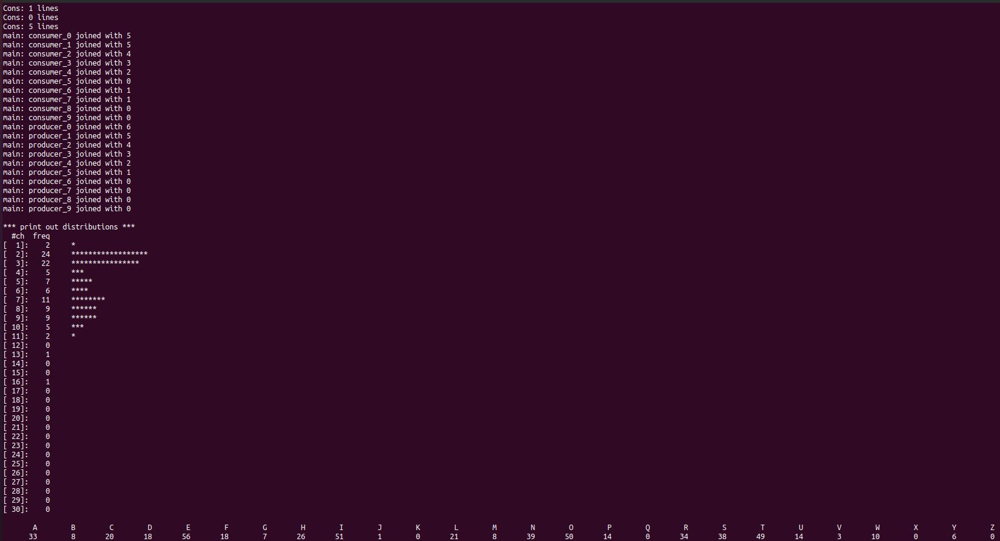 Cons: 1 lines
Cons: 0 lines
Cons: 5 lines
main: consumer_0 joined with 5
main: consumer_1 joined with 5
main: consumer_2 joined with 4
main: consumer_3 joined with 3
main: consumer_4 joined with 2
main: consumer_5 joined with 0
main: consumer_6 joined with 1
main: consumer_7 joined with 1
main: consumer_8 joined with 0
main: consumer_9 joined with 0
main: producer_0 joined with 6
main: producer_1 joined with 5
main: producer_2 joined with 4
main: producer_3 joined with 3
main: producer_4 joined with 2
main: producer_5 joined with 1
main: producer_6 joined with 0
main: producer_7 joined with 0
main: producer_8 joined with 0
main: producer_9 joined with 0

*** print out distributions ***
  #ch  freq
[  1]:    2     *
[  2]:   24     ******************
[  3]:   22     ****************
[  4]:    5     ***
[  5]:    7     *****
[  6]:    6     ****
[  7]:   11     ********
[  8]:    9     ******
[  9]:    9     ******
[ 10]:    5     ***
[ 11]:    2     *
[ 12]:    0
[ 13]:    1
[ 14]:    0
[ 15]:    0
[ 16]:    1
[ 17]:    0
[ 18]:    0
[ 19]:    0
[ 20]:    0
[ 21]:    0
[ 22]:    0
[ 23]:    0
[ 24]:    0
[ 25]:    0
[ 26]:    0
[ 27]:    0
[ 28]:    0
[ 29]:    0
[ 30]:    0

A B C D E F G H I J K L M N O P Q R S T U V W X Y Z
33 8 20 18 56 18 7 26 51 1 0 21 8 39 50 14 0 34 38 49 14 3 10 0 6 0